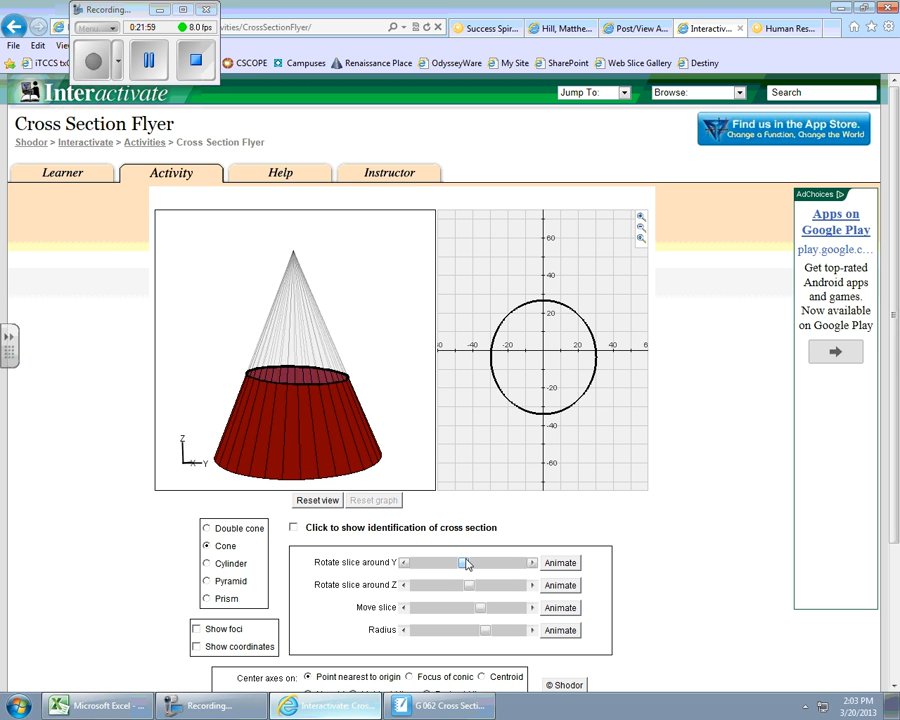 Recording...
Menus
0:21:59
8.0 fps
vities/CrossSectionFlyer/
Success Spir...
Hill, Matthe...
Post/View A...
Interactiv...
Human Res...
File Edit
CSCOPE Campuses Renaissance Place OdysseyWare My Site SharePoint Web Slice Gallery Destiny
Interactivate
Jump To:
Browse:
Search
Cross Section Flyer
Shodor > Interactivate > Activities > Cross Section Flyer
Find us in the App Store.
Change a Function, Change the World
Learner
Activity
Help
Instructor
AdChoices
Apps on
Google Play
play.google.c...
Get top-rated
Android apps
and games.
Now available
on Google Play
60
40
20
-40 -20 20 40 6
-20
-40
-60
Z
X Y
Reset view
Reset graph
Double cone
Cone
Cylinder
Pyramid
Prism
Click to show identification of cross section
Rotate slice around Y
Animate
Rotate slice around Z
Animate
Move slice
Animate
Radius
Animate
Show foci
Show coordinates
Center axes on:
Point nearest to origin
Focus of conic
Centroid
© Shodor
Microsoft Excel - ...
Recording...
Interactivate: Cros...
G 062 Cross Secti...
2:03 PM
3/20/2013